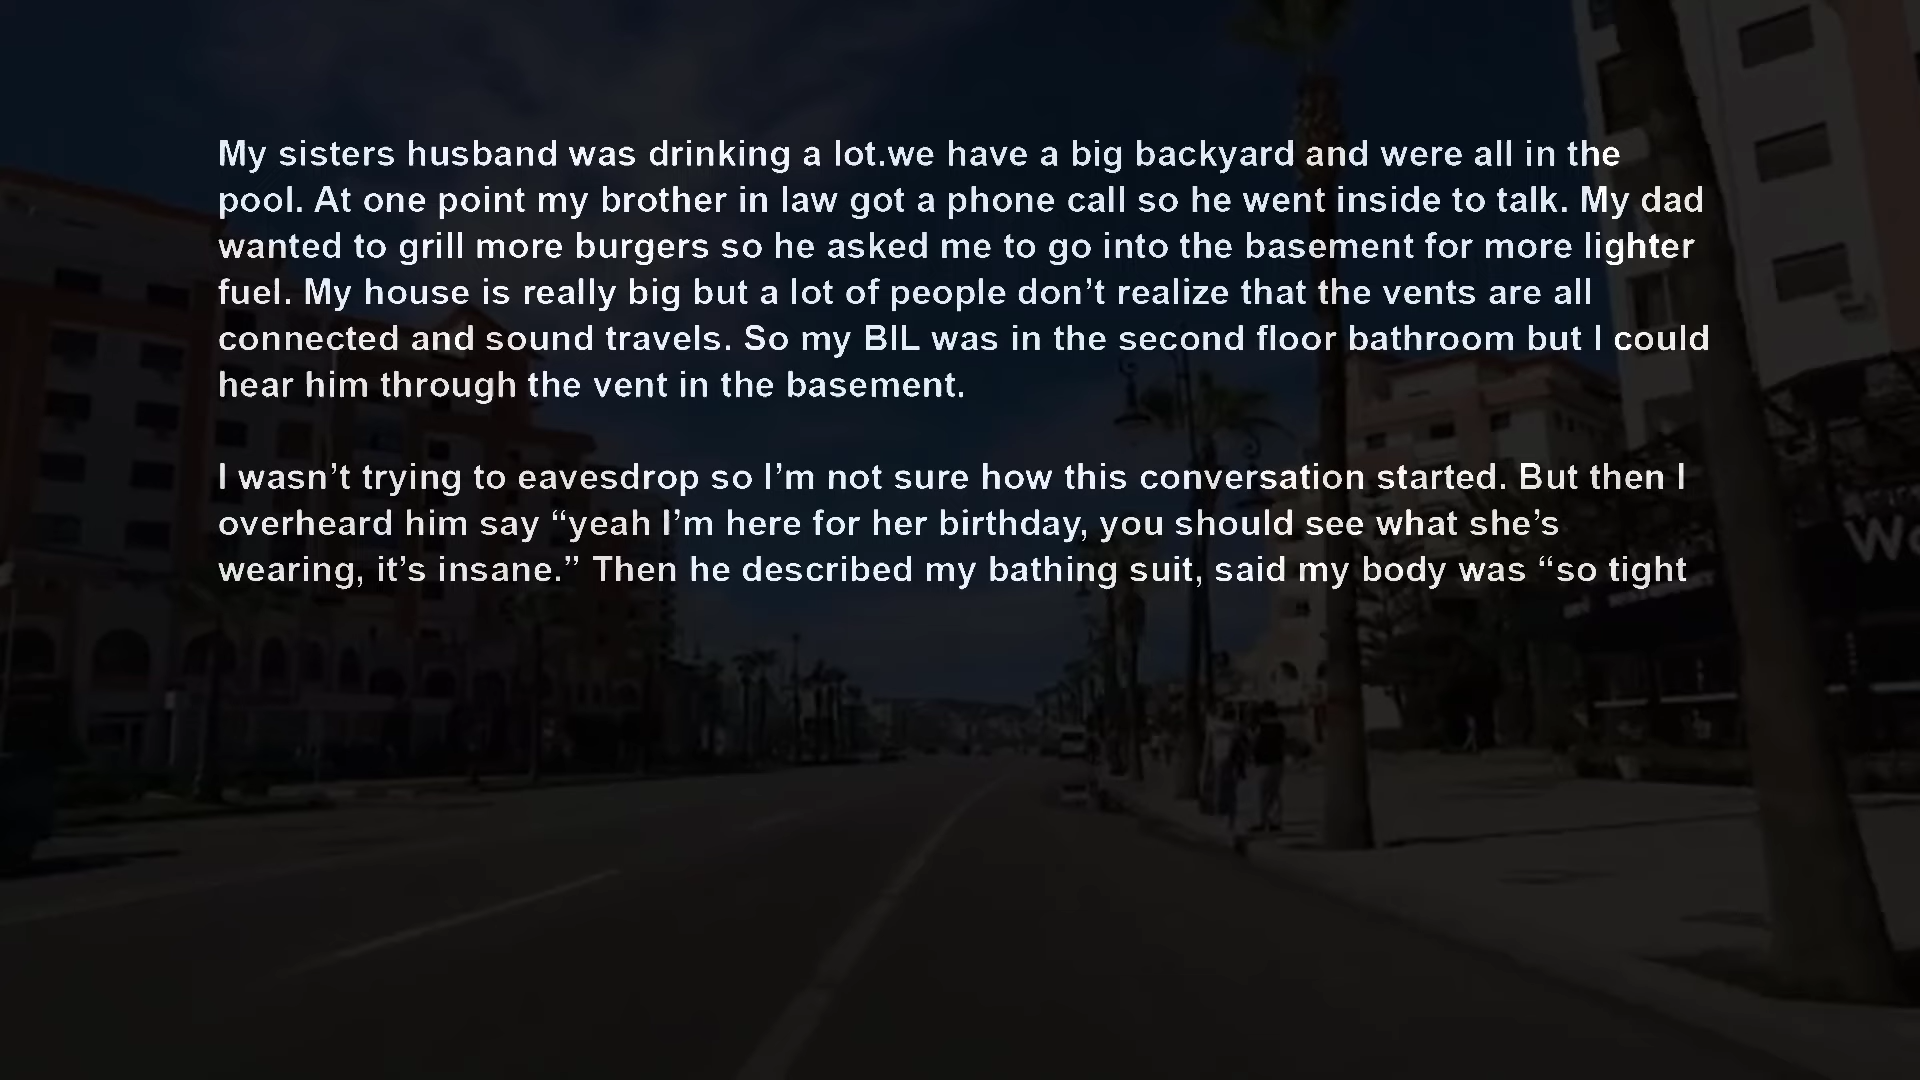 My sisters husband was drinking a lot.we have a big backyard and were all in the
pool. At one point my brother in law got a phone call so he went inside to talk. My dad
wanted to grill more burgers so he asked me to go into the basement for more lighter
fuel. My house is really big but a lot of people don’t realize that the vents are all
connected and sound travels. So my BIL was in the second floor bathroom but I could
hear him through the vent in the basement.
I wasn’t trying to eavesdrop so I’m not sure how this conversation started. But then I
overheard him say “yeah I’m here for her birthday, you should see what she’s
wearing, it’s insane.” Then he described my bathing suit, said my body was “so tight